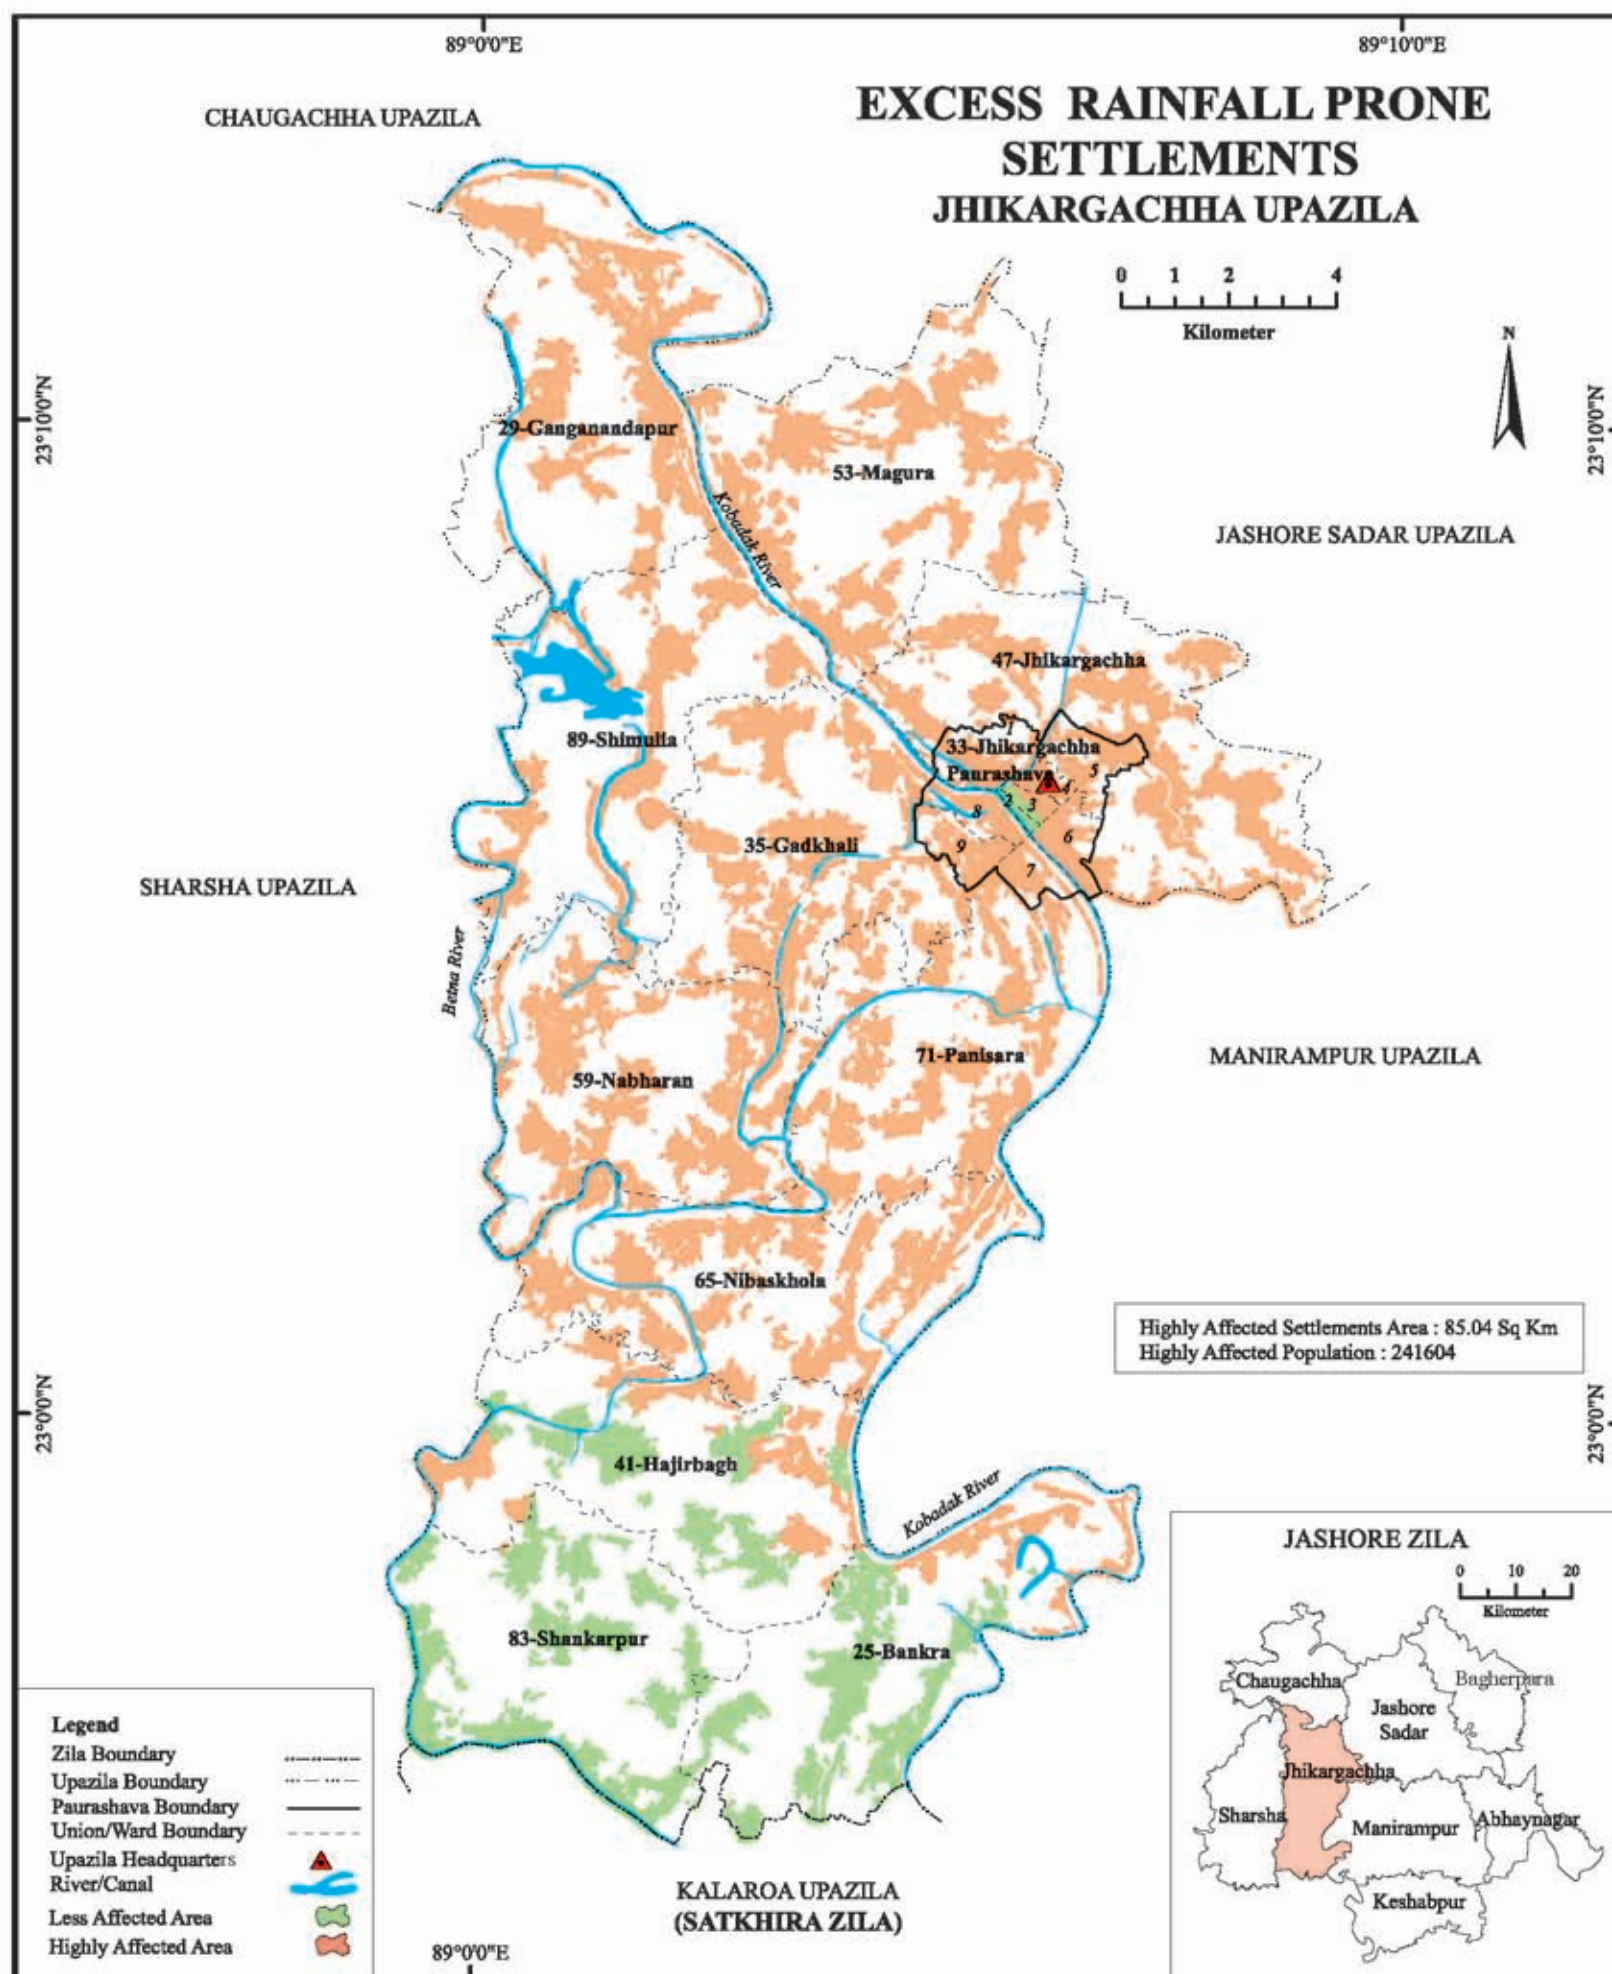 89°0'0"E
89°10'0"E
CHAUGACHHA UPAZILA
EXCESS RAINFALL PRONE
SETTLEMENTS
JHIKARGACHHA UPAZILA
0 1 2 4
Kilometer
N
23°10'0"N
23°10'0"N
29-Ganganandapur
53-Magura
Kobadak River
JASHORE SADAR UPAZILA
47-Jhikargachha
1
33-Jhikargachha
Paurashava
5
4
2
3
8
6
9
7
89-Shimulia
35-Gadkhali
SHARSHA UPAZILA
Betna River
71-Panisara
MANIRAMPUR UPAZILA
59-Nabharan
65-Nibaskhola
Highly Affected Settlements Area : 85.04 Sq Km
Highly Affected Population : 241604
23°0'0"N
23°0'0"N
41-Hajirbagh
Kobadak River
83-Shankarpur
25-Bankra
JASHORE ZILA
0 10 20
Kilometer
Chaugachha
Bagherpara
Jashore
Sadar
Jhikargachha
Sharsha
Manirampur
Abhaynagar
Keshabpur
Legend
Zila Boundary
Upazila Boundary
Paurashava Boundary
Union/Ward Boundary
Upazila Headquarters
River/Canal
Less Affected Area
Highly Affected Area
KALAROA UPAZILA
(SATKHIRA ZILA)
89°0'0"E